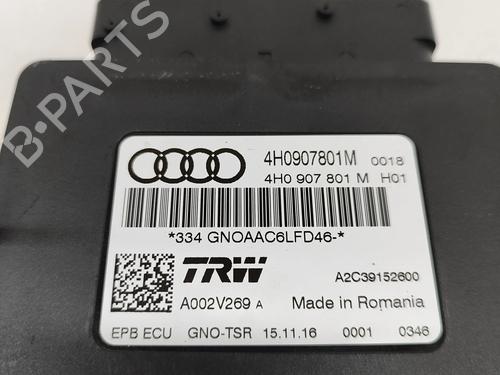 B-PARTS
4H0907801M 0018
4H0 907 801 M H01
*334 GNOAAC6LFD46-*
TRW
A2C39152600
A002V269 A
Made in Romania
EPB ECU GNO-TSR 15.11.16 0001 0346